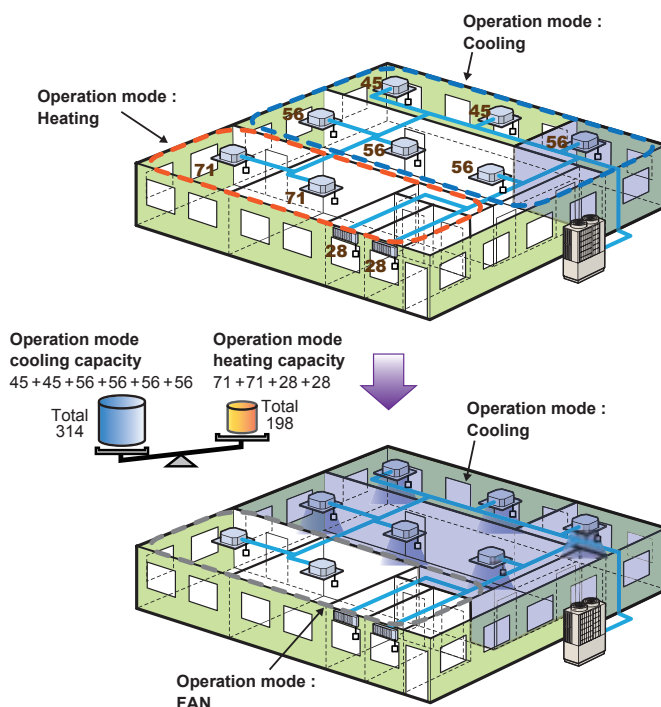 Operation mode :
Cooling
Operation mode :
Heating
45
45
56
56
56
56
71
71
28
28
Operation mode
cooling capacity
45+45+56+56+56+56
Total
314
Operation mode
heating capacity
71+71+28+28
Total
198
Operation mode :
Cooling
Operation mode :
FAN